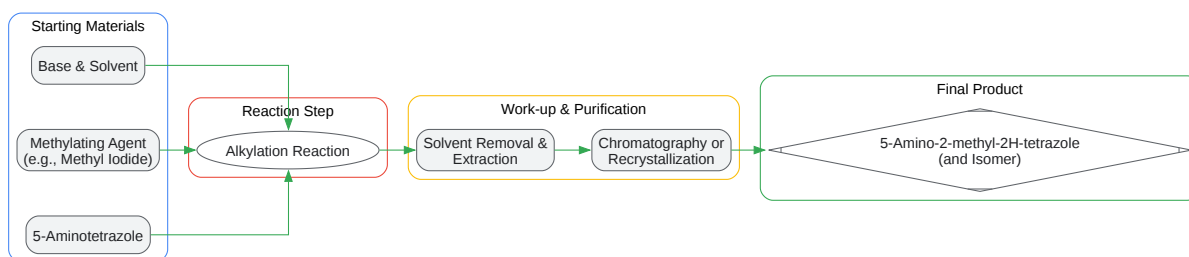 Starting Materials
Base & Solvent
Methylating Agent
(e.g., Methyl Iodide)
5-Aminotetrazole
Reaction Step
Alkylation Reaction
Work-up & Purification
Solvent Removal &
Extraction
Chromatography or
Recrystallization
Final Product
5-Amino-2-methyl-2H-tetrazole
(and Isomer)